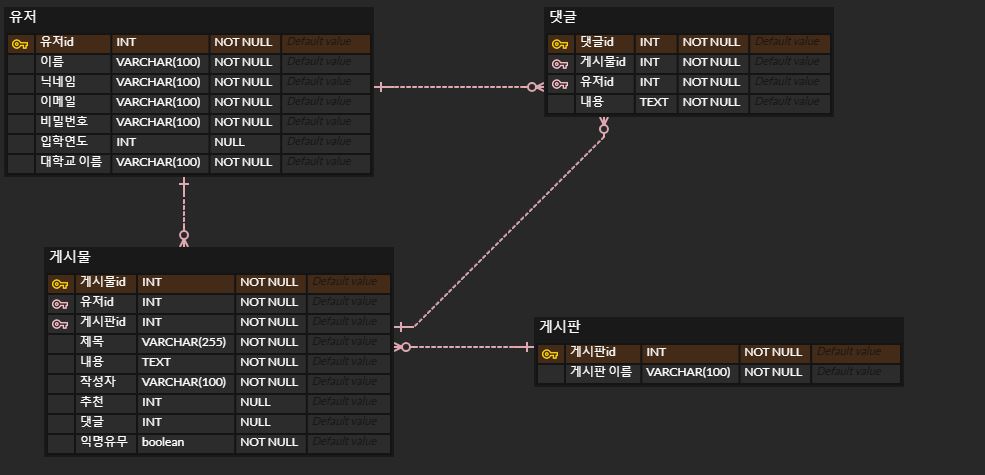 유저
유저id INT NOT NULL Default value
이름 VARCHAR(100) NOT NULL Default value
닉네임 VARCHAR(100) NOT NULL Default value
이메일 VARCHAR(100) NOT NULL Default value
비밀번호 VARCHAR(100) NOT NULL Default value
입학연도 INT NULL Default value
대학교 이름 VARCHAR(100) NOT NULL Default value
댓글
댓글id INT NOT NULL Default value
게시물id INT NOT NULL Default value
유저id INT NOT NULL Default value
내용 TEXT NOT NULL Default value
게시물
게시물id INT NOT NULL Default value
유저id INT NOT NULL Default value
게시판id INT NOT NULL Default value
제목 VARCHAR(255) NOT NULL Default value
내용 TEXT NOT NULL Default value
작성자 VARCHAR(100) NOT NULL Default value
추천 INT NULL Default value
댓글 INT NULL Default value
익명유무 boolean NOT NULL Default value
게시판
게시판id INT NOT NULL Default value
게시판 이름 VARCHAR(100) NOT NULL Default value